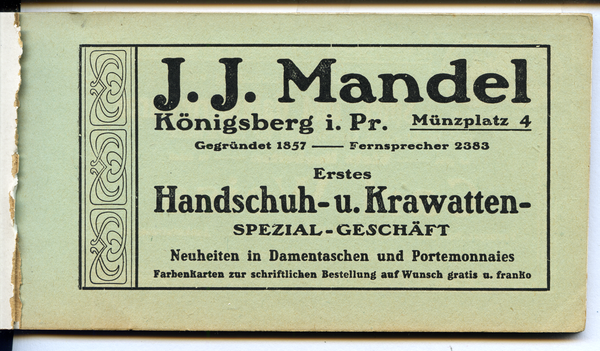 J. J. Mandel
Königsberg i. Pr. Münzplatz 4
Gegründet 1857 — Fernsprecher 2383
Erstes
Handschuh- u. Krawatten-
SPEZIAL-GESCHÄFT
Neuheiten in Damentaschen und Portemonnaies
Farbenkarten zur schriftlichen Bestellung auf Wunsch gratis u. franko